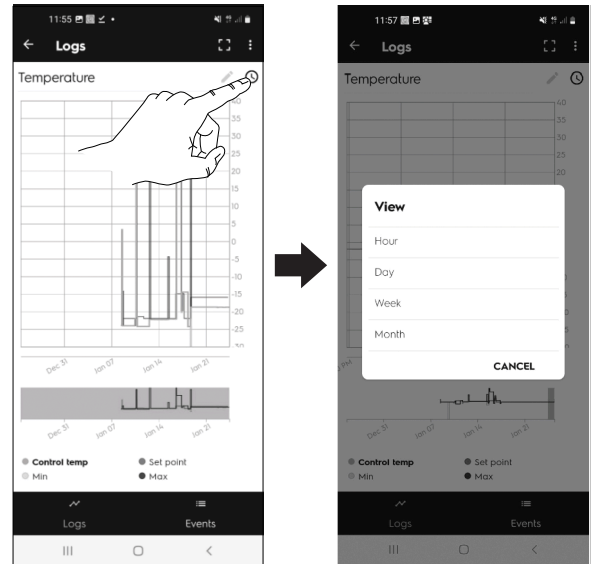 11:55
Logs
Temperature
40
35
30
25
20
15
10
5
0
-5
-10
-15
-20
-25
-30
Dec 31 Jan 07 Jan 14 Jan 21
Dec 31 Jan 07 Jan 14 Jan 21
Control temp Set point
Min Max
Logs Events
11:57
Logs
Temperature
40
35
30
25
20
View
Hour
Day
Week
Month
CANCEL
PM
Dec 31 Jan 07 Jan 14 Jan 21
Control temp Set point
Min Max
Logs Events